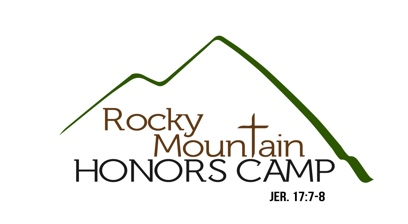 Rocky
Mountain
HONORS CAMP
JER. 17:7-8